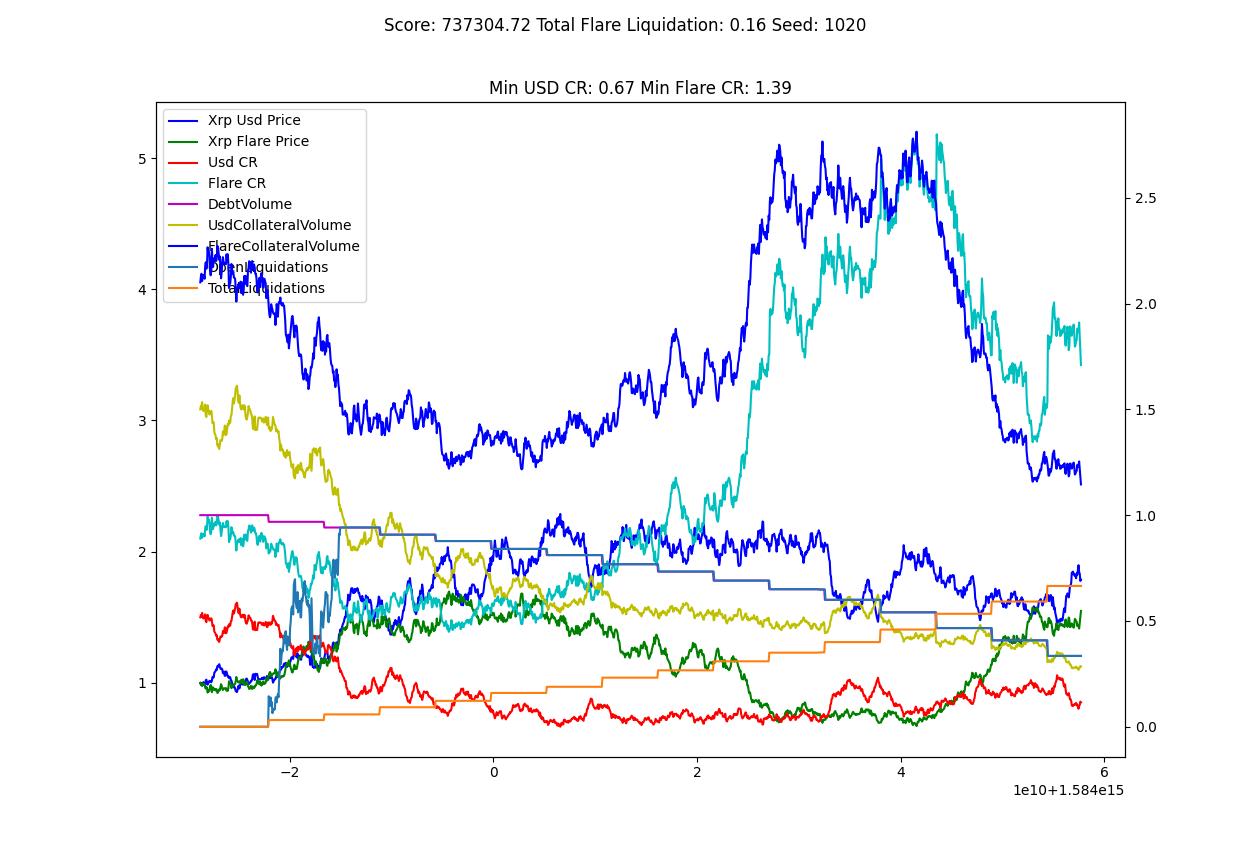 Score: 737304.72 Total Flare Liquidation: 0.16 Seed: 1020
Min USD CR: 0.67 Min Flare CR: 1.39
Xrp Usd Price
Xrp Flare Price
Usd CR
Flare CR
DebtVolume
UsdCollateralVolume
FlareCollateralVolume
OpenLiquidations
TotalLiquidations
5
4
3
2
1
2.5
2.0
1.5
1.0
0.5
0.0
−2
0
2
4
6
1e10+1.584e15